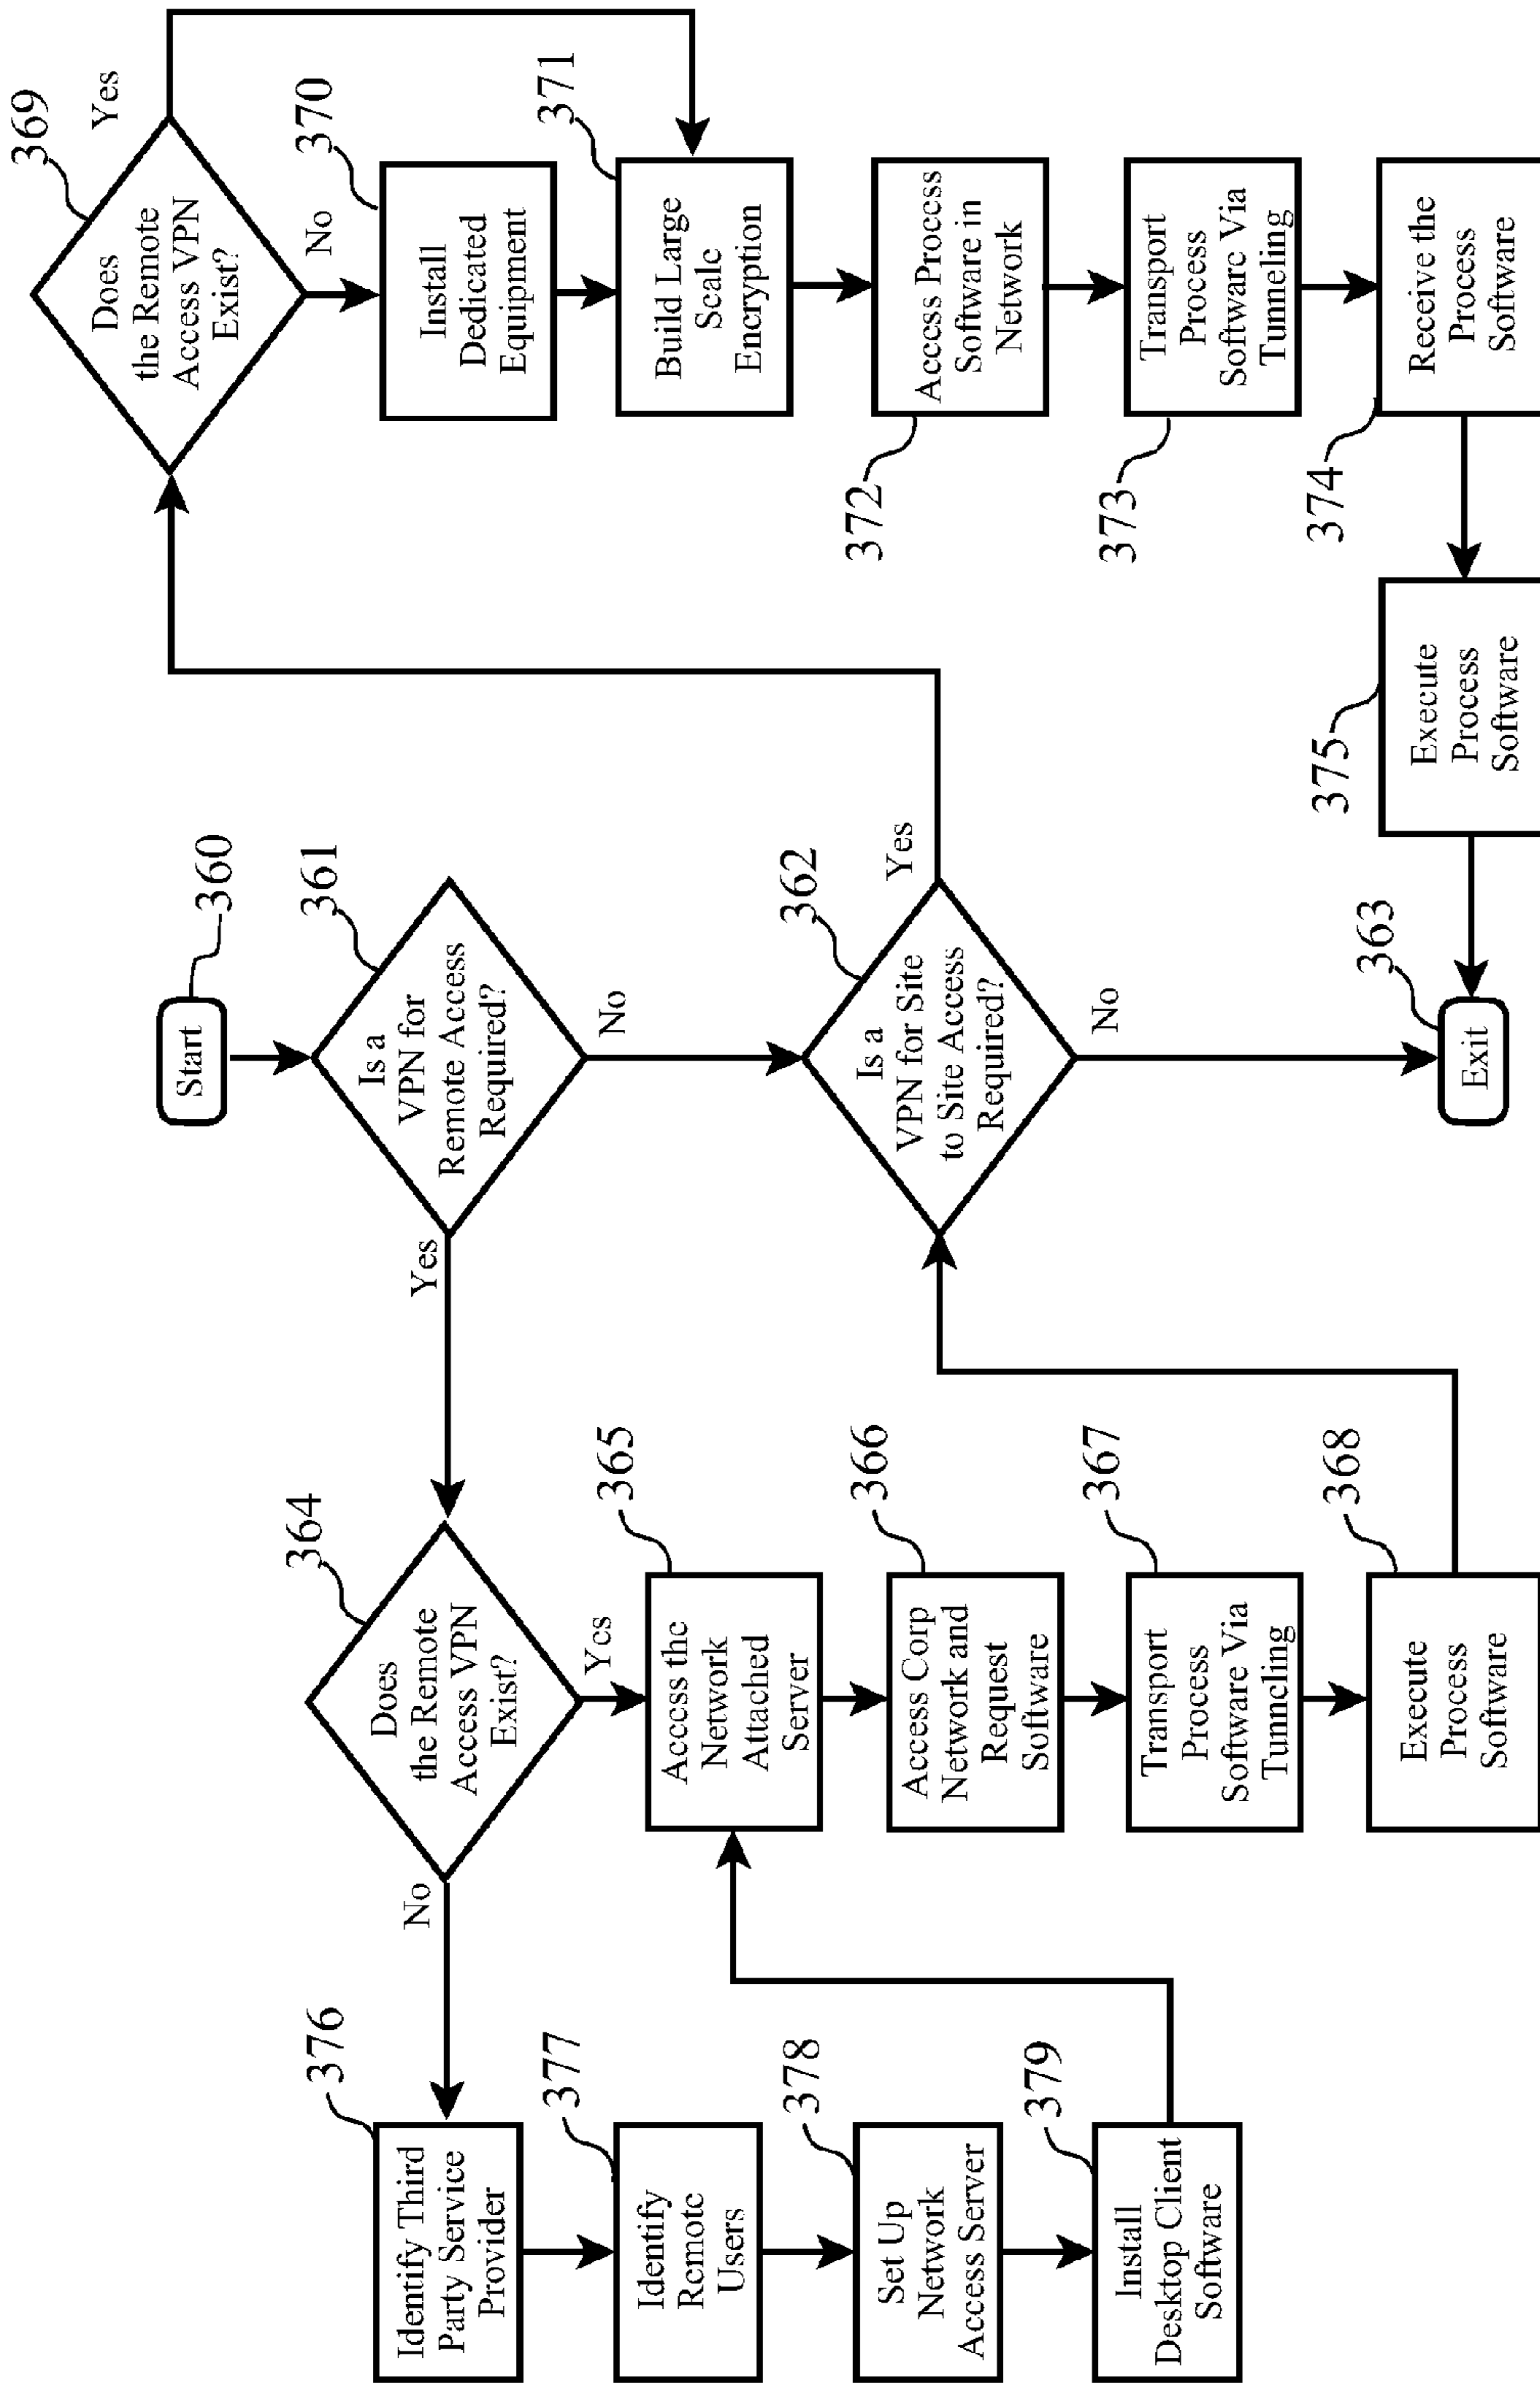 360
Start
361
Is a
VPN for
Remote Access
Required?
Yes
No
362
Is a
VPN for Site
to Site Access
Required?
Yes
No
363
Exit
364
Does
the Remote
Access VPN
Exist?
No
Yes
365
Access the
Network
Attached
Server
366
Access Corp
Network and
Request
Software
367
Transport
Process
Software Via
Tunneling
368
Execute
Process
Software
369
Does
the Remote
Access VPN
Exist?
Yes
No
370
Install
Dedicated
Equipment
371
Build Large
Scale
Encryption
372
Access Process
Software in
Network
373
Transport
Process
Software Via
Tunneling
374
Receive the
Process
Software
375
Execute
Process
Software
376
Identify Third
Party Service
Provider
377
Identify
Remote
Users
378
Set Up
Network
Access Server
379
Install
Desktop Client
Software